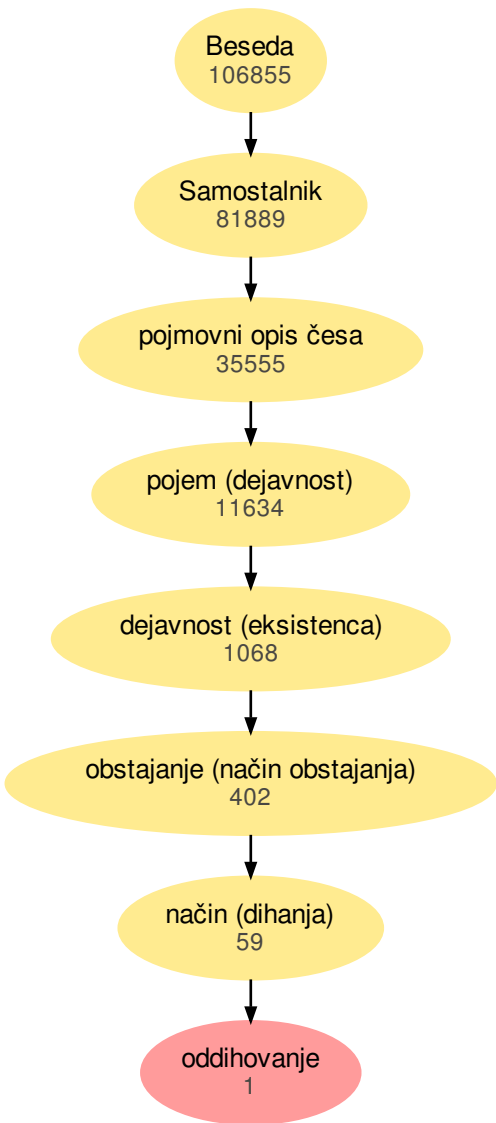 Beseda
106855
Samostalnik
81889
pojmovni opis česa
35555
pojem (dejavnost)
11634
dejavnost (eksistenca)
1068
obstajanje (način obstajanja)
402
način (dihanja)
59
oddihovanje
1